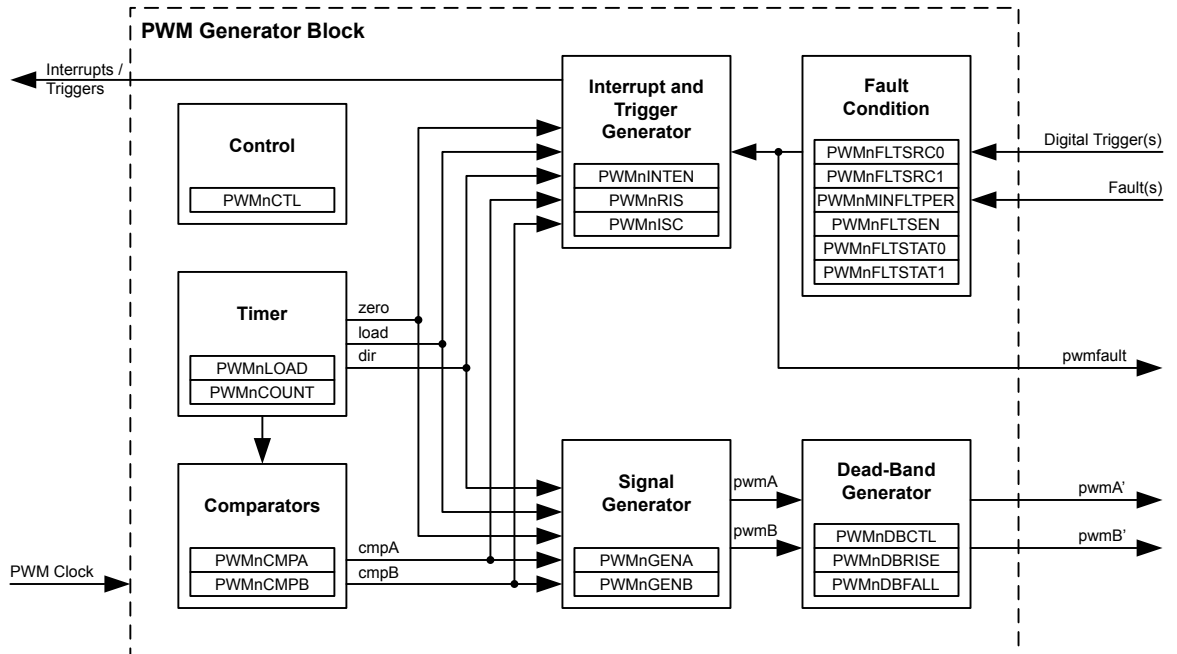 PWM Generator Block
Interrupts /
Triggers
Control
PWMnCTL
Interrupt and
Trigger
Generator
PWMnINTEN
PWMnRIS
PWMnISC
Fault
Condition
PWMnFLTSRC0
PWMnFLTSRC1
PWMnMINFLTPER
PWMnFLTSEN
PWMnFLTSTAT0
PWMnFLTSTAT1
Digital Trigger(s)
Fault(s)
Timer
PWMnLOAD
PWMnCOUNT
zero
load
dir
pwmfault
Comparators
PWMnCMPA
PWMnCMPB
cmpA
cmpB
PWM Clock
Signal
Generator
PWMnGENA
PWMnGENB
pwmA
pwmB
Dead-Band
Generator
PWMnDBCTL
PWMnDBRISE
PWMnDBFALL
pwmA’
pwmB’